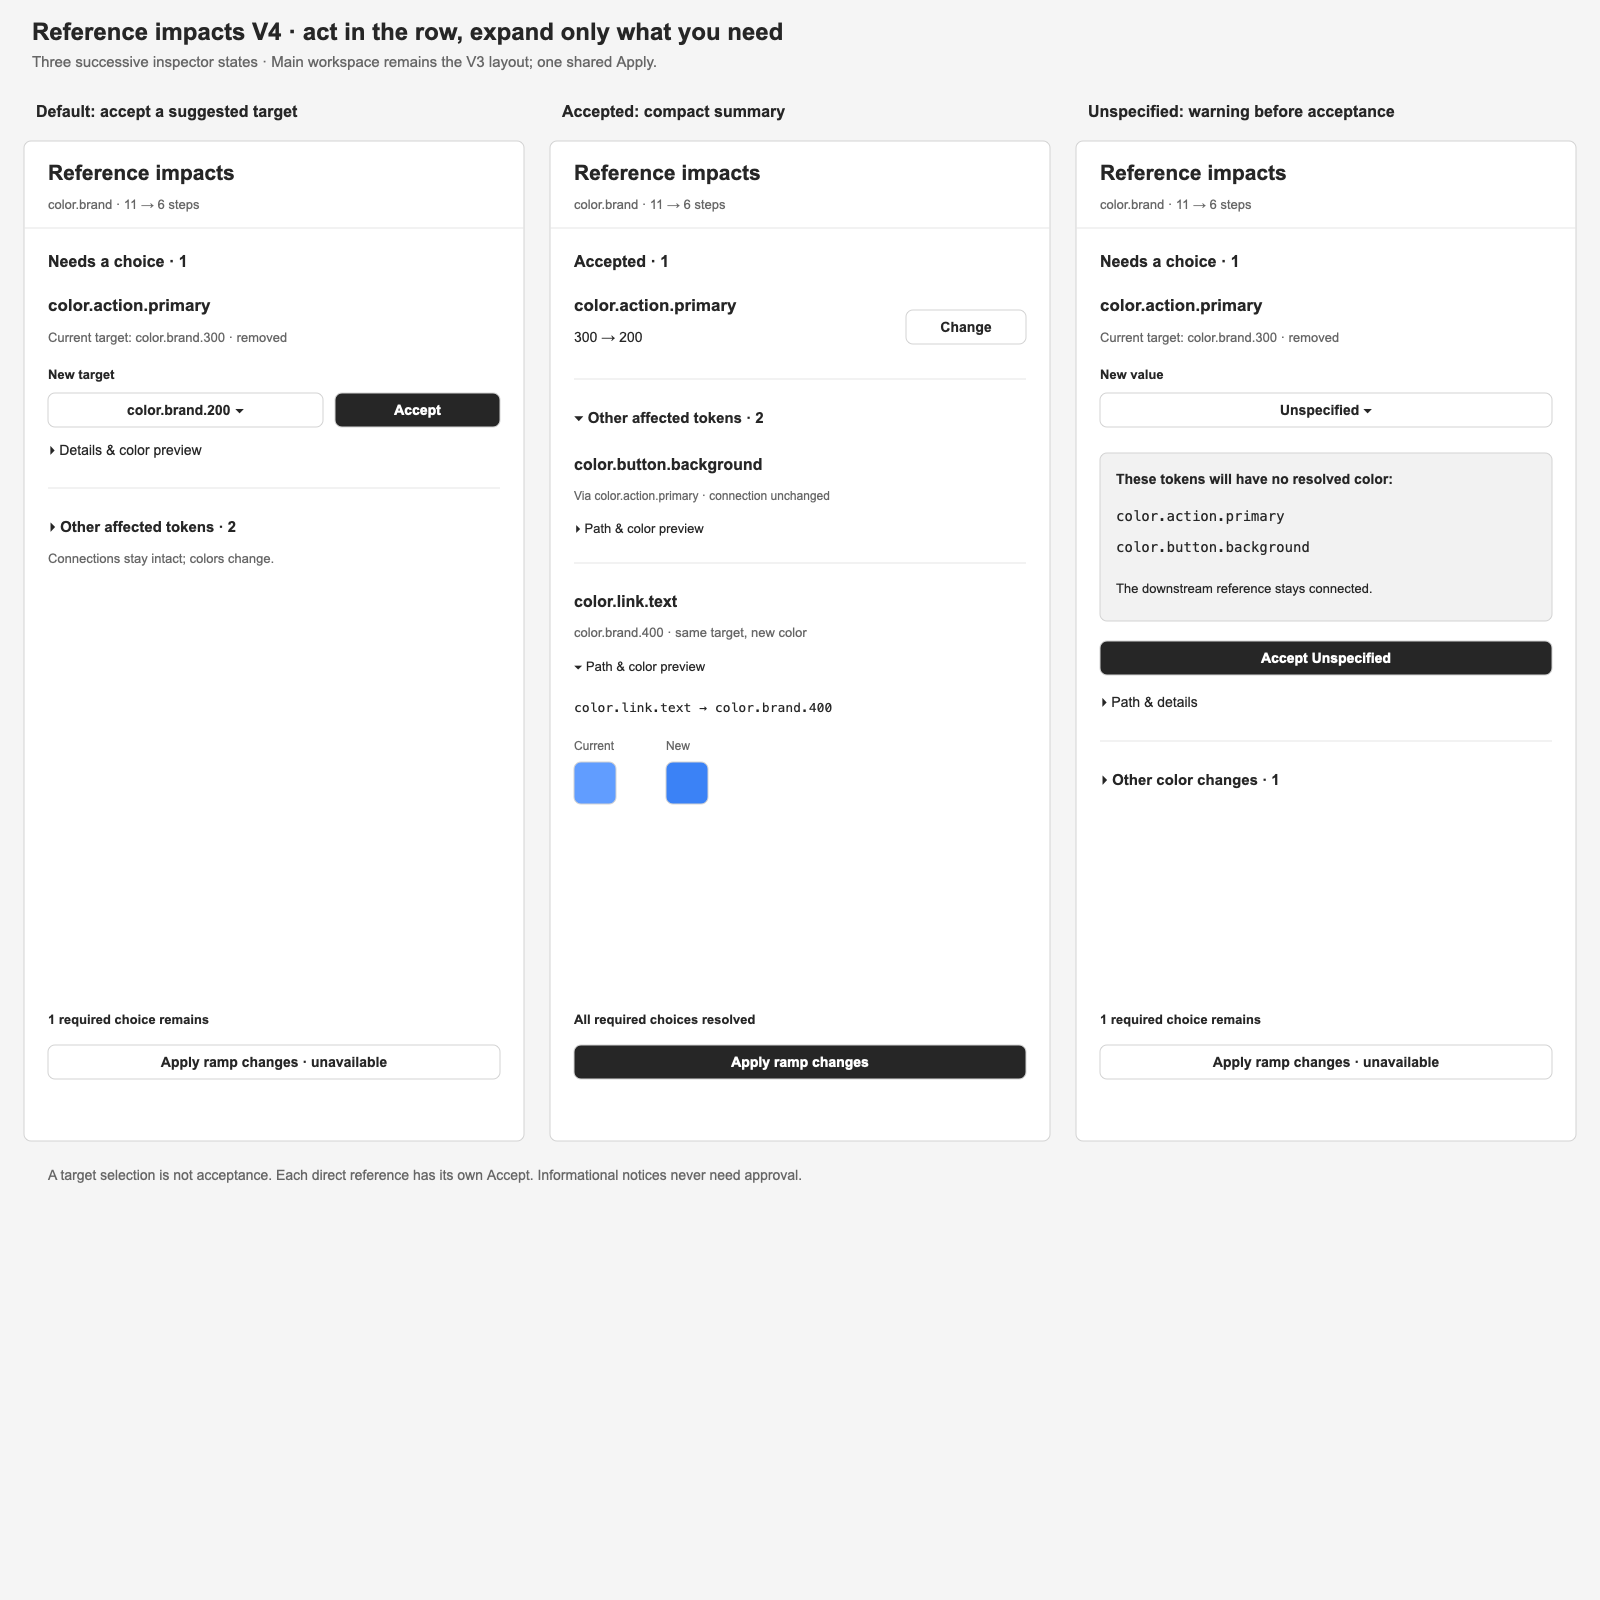 Reference impacts V4 · act in the row, expand only what you need
Three successive inspector states · Main workspace remains the V3 layout; one shared Apply.
Default: accept a suggested target
Reference impacts
color.brand · 11 → 6 steps
Needs a choice · 1
color.action.primary
Current target: color.brand.300 · removed
New target
color.brand.200
Accept
Details & color preview
Other affected tokens · 2
Connections stay intact; colors change.
1 required choice remains
Apply ramp changes · unavailable
Accepted: compact summary
Reference impacts
color.brand · 11 → 6 steps
Accepted · 1
color.action.primary
300 → 200
Change
Other affected tokens · 2
color.button.background
Via color.action.primary · connection unchanged
Path & color preview
color.link.text
color.brand.400 · same target, new color
Path & color preview
color.link.text → color.brand.400
Current
New
All required choices resolved
Apply ramp changes
Unspecified: warning before acceptance
Reference impacts
color.brand · 11 → 6 steps
Needs a choice · 1
color.action.primary
Current target: color.brand.300 · removed
New value
Unspecified
These tokens will have no resolved color:
color.action.primary
color.button.background
The downstream reference stays connected.
Accept Unspecified
Path & details
Other color changes · 1
1 required choice remains
Apply ramp changes · unavailable
A target selection is not acceptance. Each direct reference has its own Accept. Informational notices never need approval.